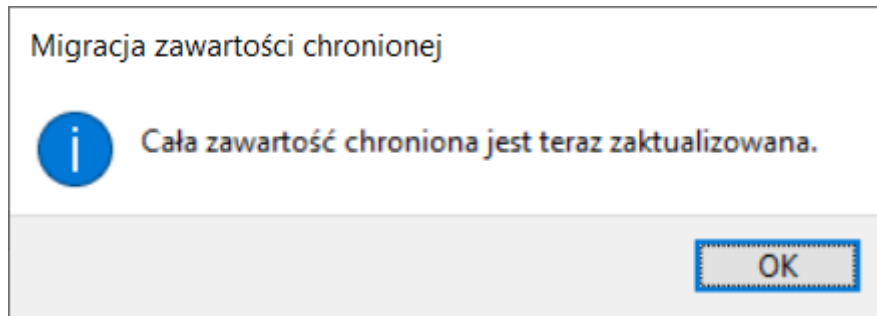 Migracja zawartości chronionej
Cała zawartość chroniona jest teraz zaktualizowana.
OK